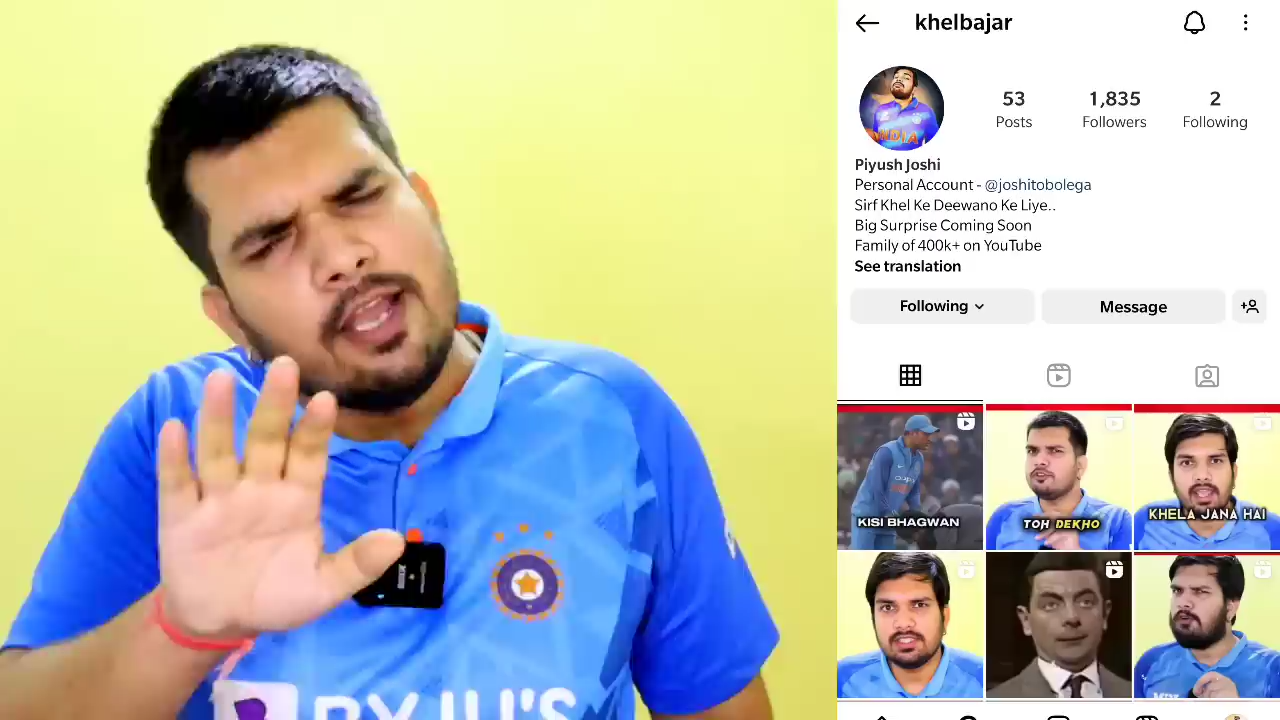 BYJU'S
khelbajar
53
1,835
2
Posts
Followers
Following
Piyush Joshi
Personal Account - @joshitobolega
Sirf Khel Ke Deewano Ke Liye..
Big Surprise Coming Soon
Family of 400k+ on YouTube
See translation
Following
Message
KISI BHAGWAN
TOH DEKHO
KHELA JANA HAI